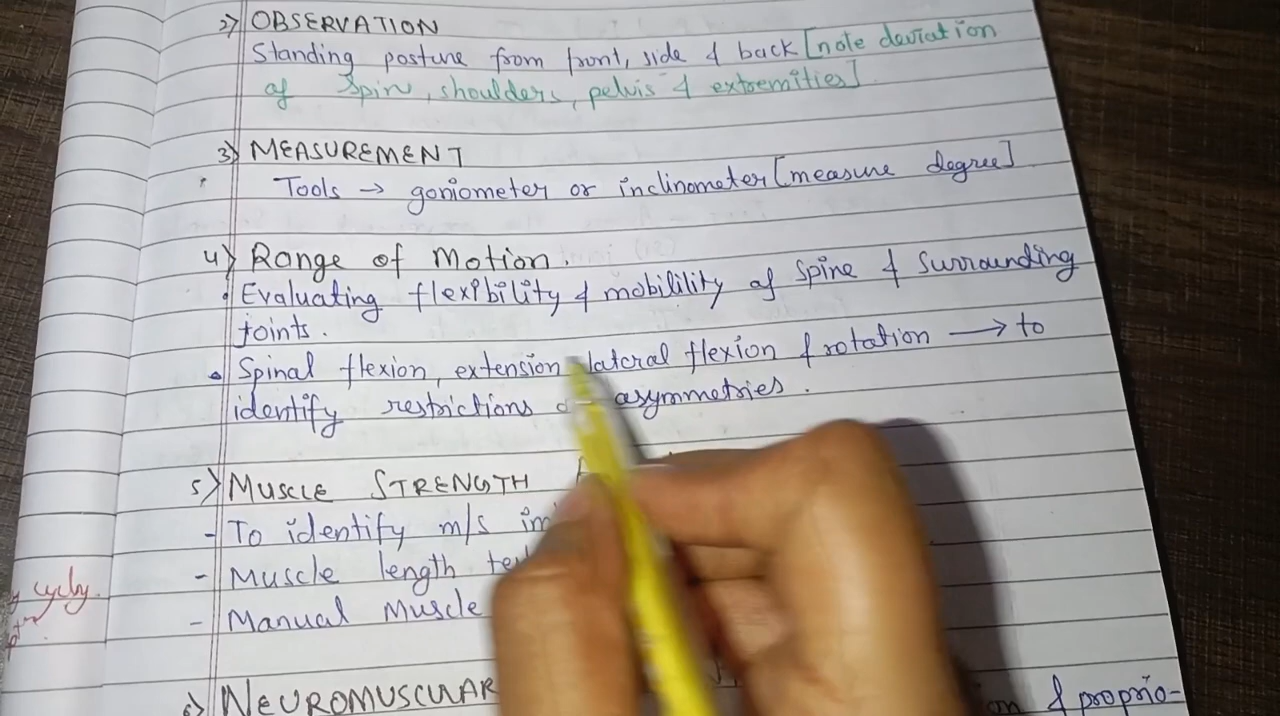 2) OBSERVATION
Standing posture from front, side & back [note deviation
of Spine, shoulders, pelvis & extremities]
3) MEASUREMENT
Tools → goniometer or inclinometer [measure degree]
4) Range of Motion.
• Evaluating flexibility & mobility of Spine & Surrounding
joints.
• Spinal flexion, extension lateral flexion & rotation → to
identify restrictions asymmetries.
5) MUSCLE STRENGTH
- To identify m/s
- Muscle length
- Manual Muscle
6) NEUROMUSCULAR & proprio-